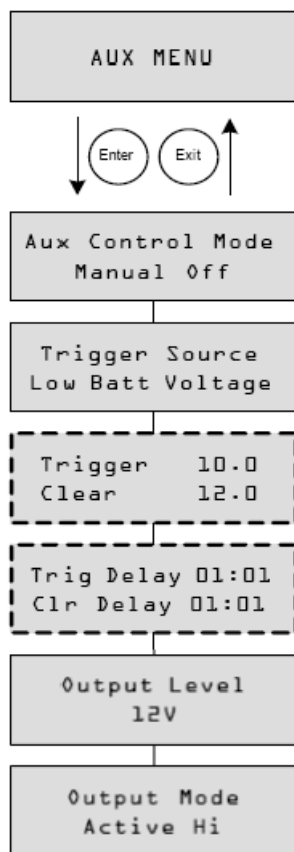 AUX MENU
Enter Exit
Aux Control Mode
Manual Off
Trigger Source
Low Batt Voltage
Trigger 10.0
Clear 12.0
Trig Delay 01:01
Clr Delay 01:01
Output Level
12V
Output Mode
Active Hi